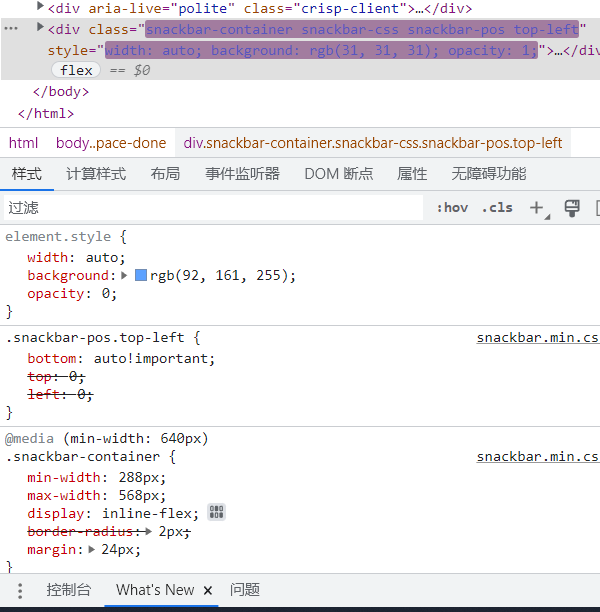 <div aria-live="polite" class="crisp-client">…</div>
<div class="snackbar-container snackbar-css snackbar-pos top-left"
style="width: auto; background: rgb(31, 31, 31); opacity: 1;">…</di
flex == $0
</body>
</html>
html body..pace-done div.snackbar-container.snackbar-css.snackbar-pos.top-left
样式 计算样式 布局 事件监听器 DOM 断点 属性 无障碍功能
过滤 :hov .cls
element.style {
width: auto;
background: rgb(92, 161, 255);
opacity: 0;
}
.snackbar-pos.top-left { snackbar.min.cs
bottom: auto!important;
top: 0;
left: 0;
}
@media (min-width: 640px)
.snackbar-container { snackbar.min.cs
min-width: 288px;
max-width: 568px;
display: inline-flex;
border-radius: 2px;
margin: 24px;
}
控制台 What's New × 问题